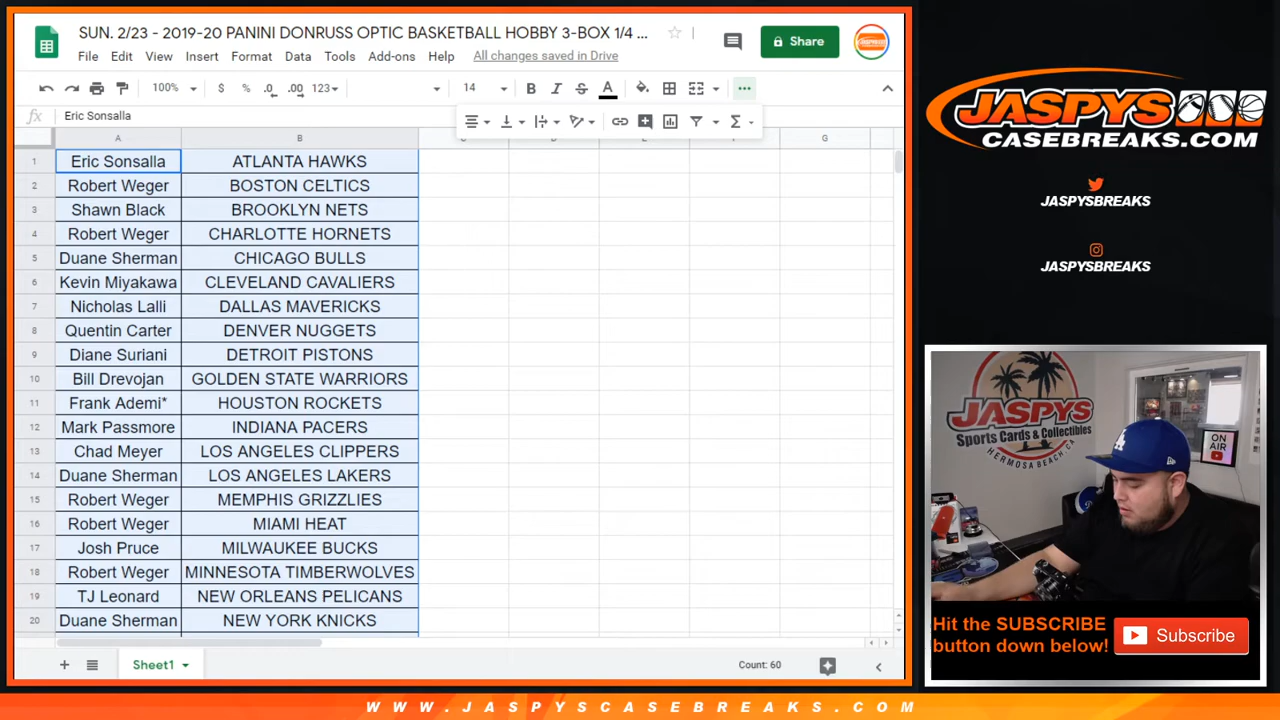 SUN. 2/23 - 2019-20 PANINI DONRUSS OPTIC BASKETBALL HOBBY 3-BOX 1/4 ...
File Edit View Insert Format Data Tools Add-ons Help All changes saved in Drive
Share
100% $ % .0 .00 123 14 B I S A
fx Eric Sonsalla
A B G
1 Eric Sonsalla ATLANTA HAWKS
2 Robert Weger BOSTON CELTICS
3 Shawn Black BROOKLYN NETS
4 Robert Weger CHARLOTTE HORNETS
5 Duane Sherman CHICAGO BULLS
6 Kevin Miyakawa CLEVELAND CAVALIERS
7 Nicholas Lalli DALLAS MAVERICKS
8 Quentin Carter DENVER NUGGETS
9 Diane Suriani DETROIT PISTONS
10 Bill Drevojan GOLDEN STATE WARRIORS
11 Frank Ademi* HOUSTON ROCKETS
12 Mark Passmore INDIANA PACERS
13 Chad Meyer LOS ANGELES CLIPPERS
14 Duane Sherman LOS ANGELES LAKERS
15 Robert Weger MEMPHIS GRIZZLIES
16 Robert Weger MIAMI HEAT
17 Josh Pruce MILWAUKEE BUCKS
18 Robert Weger MINNESOTA TIMBERWOLVES
19 TJ Leonard NEW ORLEANS PELICANS
20 Duane Sherman NEW YORK KNICKS
Sheet1
Count: 60
JASPYS
CASEBREAKS.COM
JASPYSBREAKS
JASPYSBREAKS
JASPYS
Sports Cards & Collectibles
HERMOSA BEACH CA
ON AIR
LA
Hit the SUBSCRIBE
button down below!
Subscribe
WWW.JASPYSCASEBREAKS.COM